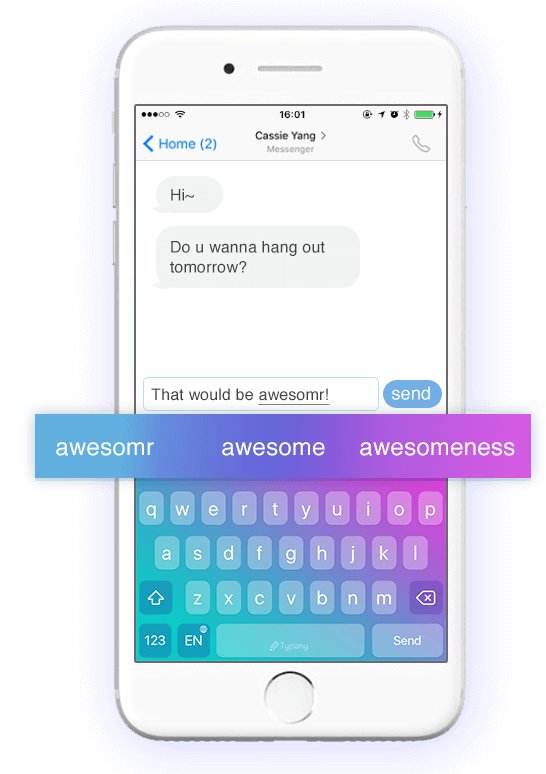 16:01
Home (2)
Cassie Yang
Messenger
Hi~
Do u wanna hang out
tomorrow?
That would be awesomr!
send
awesomr awesome awesomeness
q w e r t y u i o p
a s d f g h j k l
z x c v b n m
123 EN Typany Send